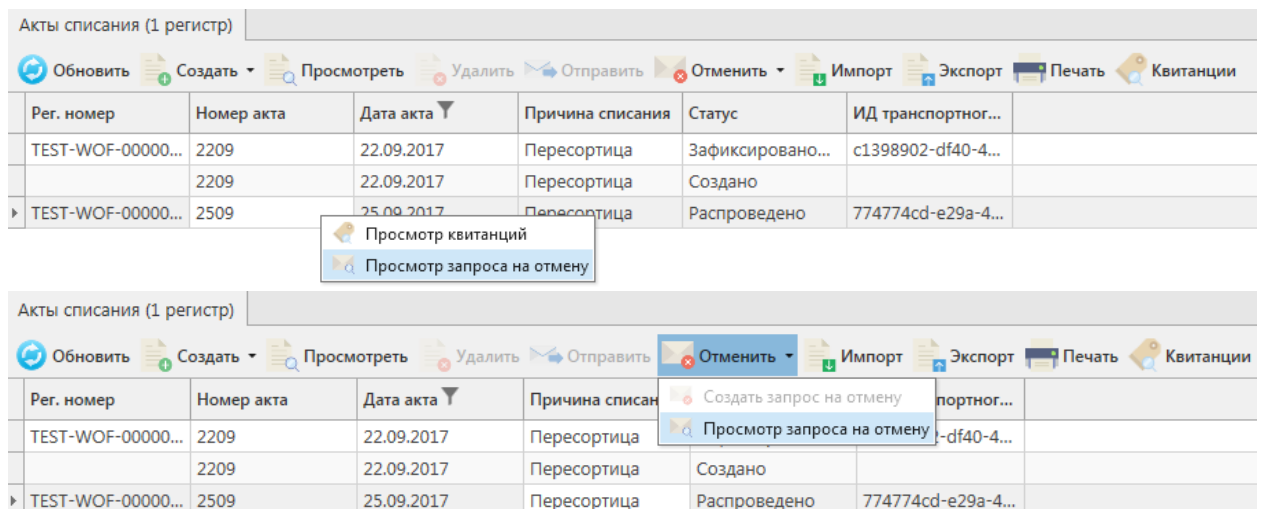 Акты списания (1 регистр)
Обновить Создать Просмотреть Удалить Отправить Отменить Импорт Экспорт Печать Квитанции
Рег. номер Номер акта Дата акта Причина списания Статус ИД транспортног...
TEST-WOF-00000... 2209 22.09.2017 Пересортица Зафиксировано... c1398902-df40-4...
2209 22.09.2017 Пересортица Создано
TEST-WOF-00000... 2509 25.09.2017 Пересортица Распроведено 774774cd-e29a-4...
Просмотр квитанций
Просмотр запроса на отмену
Акты списания (1 регистр)
Обновить Создать Просмотреть Удалить Отправить Отменить Импорт Экспорт Печать Квитанции
Рег. номер Номер акта Дата акта Причина списан портног...
Создать запрос на отмену
Просмотр запроса на отмену
TEST-WOF-00000... 2209 22.09.2017 Пересортица -df40-4...
2209 22.09.2017 Пересортица Создано
TEST-WOF-00000... 2509 25.09.2017 Пересортица Распроведено 774774cd-e29a-4...